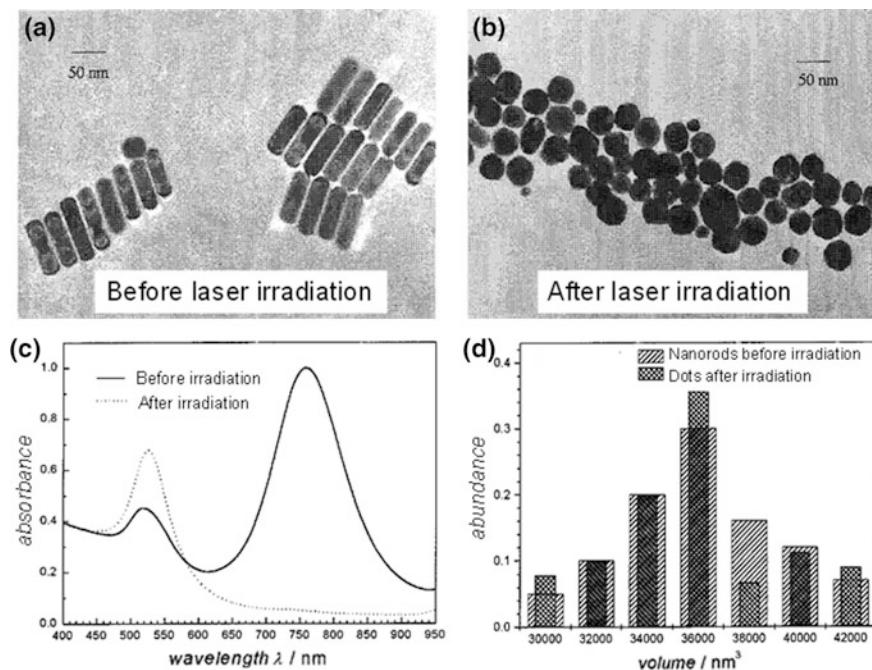 (a)
50 nm
Before laser irradiation
(b)
50 nm
After laser irradiation
(c)
Before irradiation
After irradiation
absorbance
1.0
0.8
0.6
0.4
0.2
0.0
400 450 500 550 600 650 700 750 800 850 900 950
wavelength λ / nm
(d)
Nanorods before irradiation
Dots after irradiation
abundance
0.4
0.3
0.2
0.1
0.0
30000 32000 34000 36000 38000 40000 42000
volume / nm³